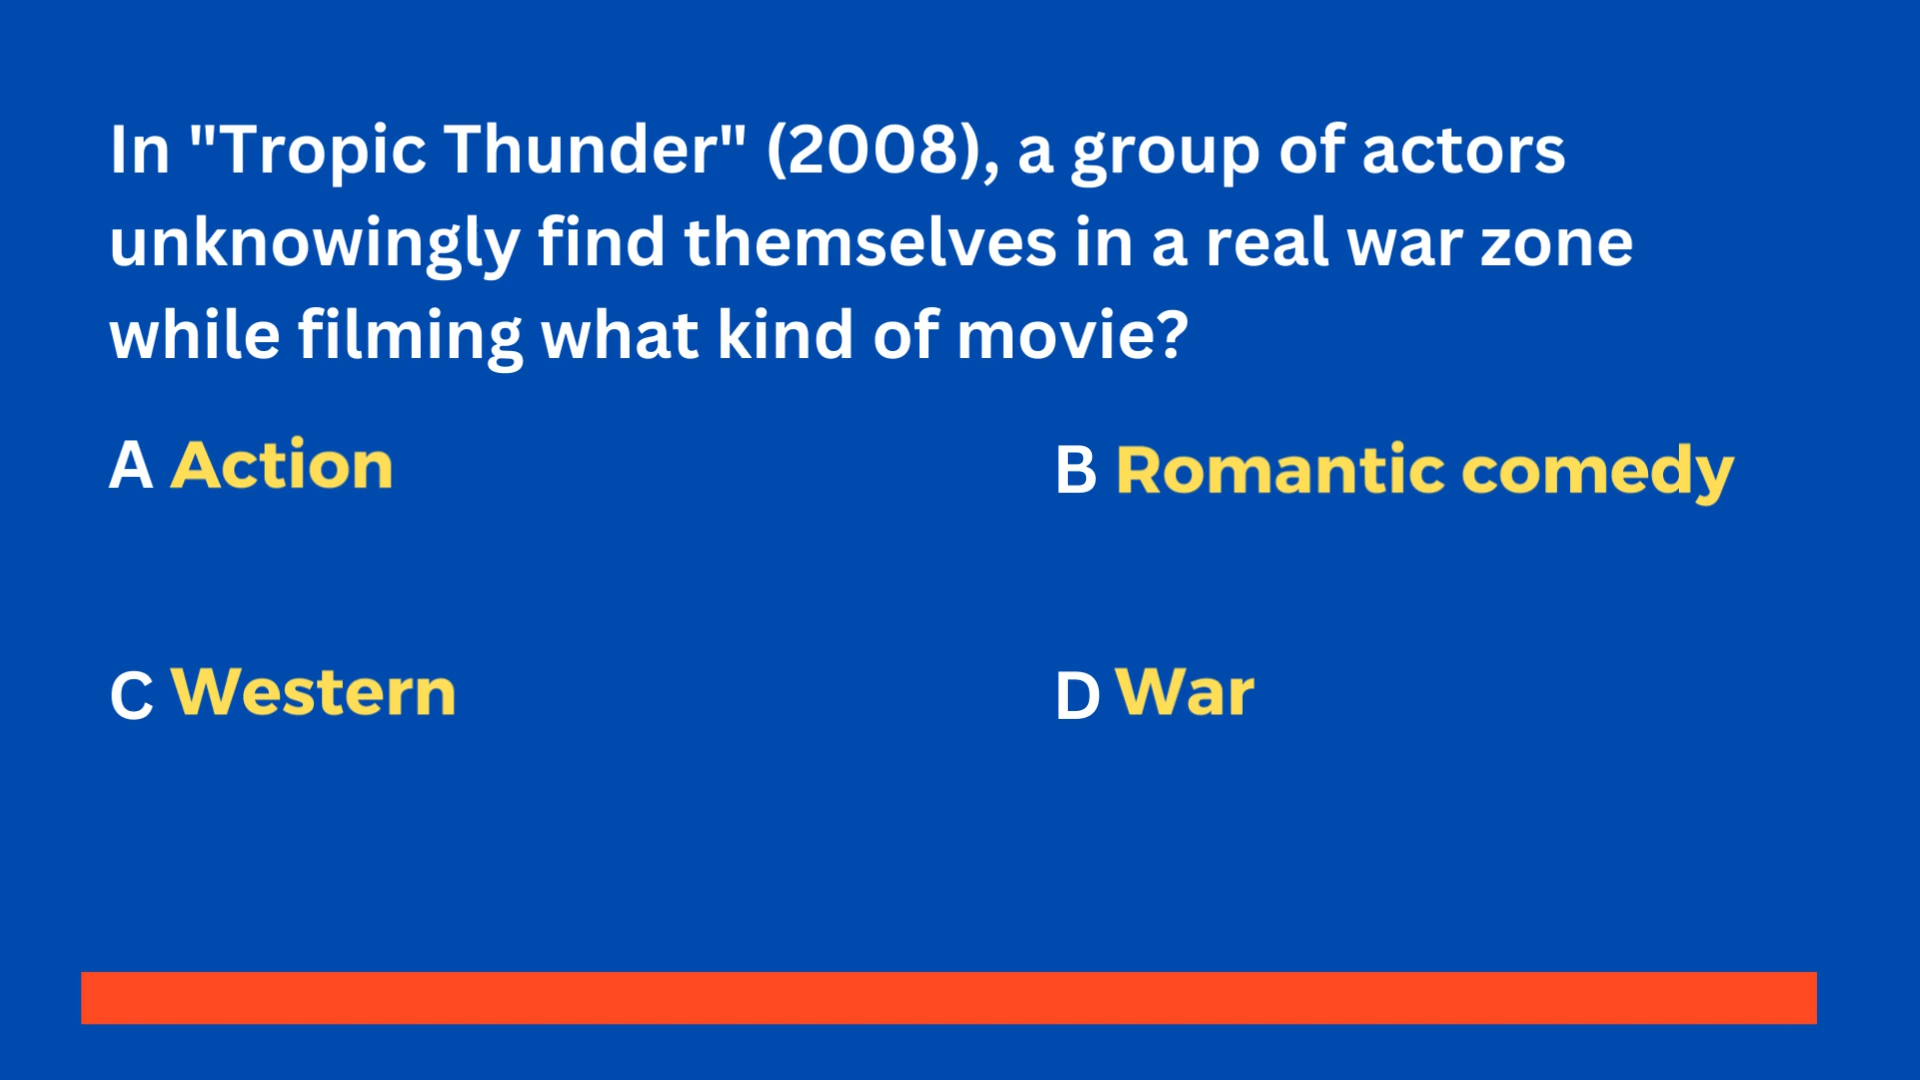 In "Tropic Thunder" (2008), a group of actors
unknowingly find themselves in a real war zone
while filming what kind of movie?
A Action
B Romantic comedy
C Western
D War